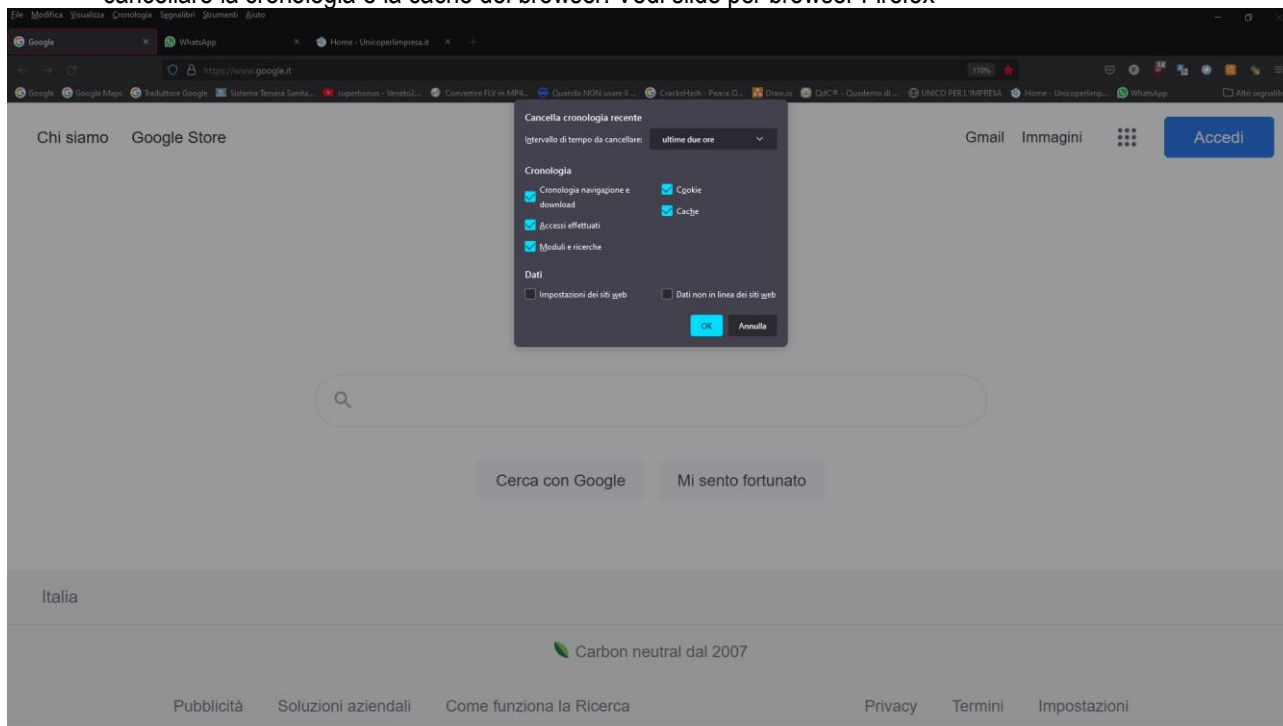 cancellare la cronologia e la cache del browser. Vedi slide per browser Firefox
File Modifica Visualizza Cronologia Segnalibri Strumenti Aiuto
Google WhatsApp Home - Unicoperlimpresa.it
https://www.google.it 170%
Google Google Maps Traduttore Google Sistema Tessera Sanita... superbonus - Veneto2... Convertire FLV in MP4... Quando NON usare il ... CracksHash - Peace O... Draw.io QdC® - Quaderno di ... UNICO PER L'IMPRESA Home - Unicoperlimp... WhatsApp Altri segnalibri
Chi siamo Google Store Gmail Immagini Accedi
Cancella cronologia recente
Intervallo di tempo da cancellare: ultime due ore
Cronologia
Cronologia navigazione e download
Cookie
Cache
Accessi effettuati
Moduli e ricerche
Dati
Impostazioni dei siti web Dati non in linea dei siti web
OK Annulla
Cerca con Google Mi sento fortunato
Italia
Carbon neutral dal 2007
Pubblicità Soluzioni aziendali Come funziona la Ricerca Privacy Termini Impostazioni